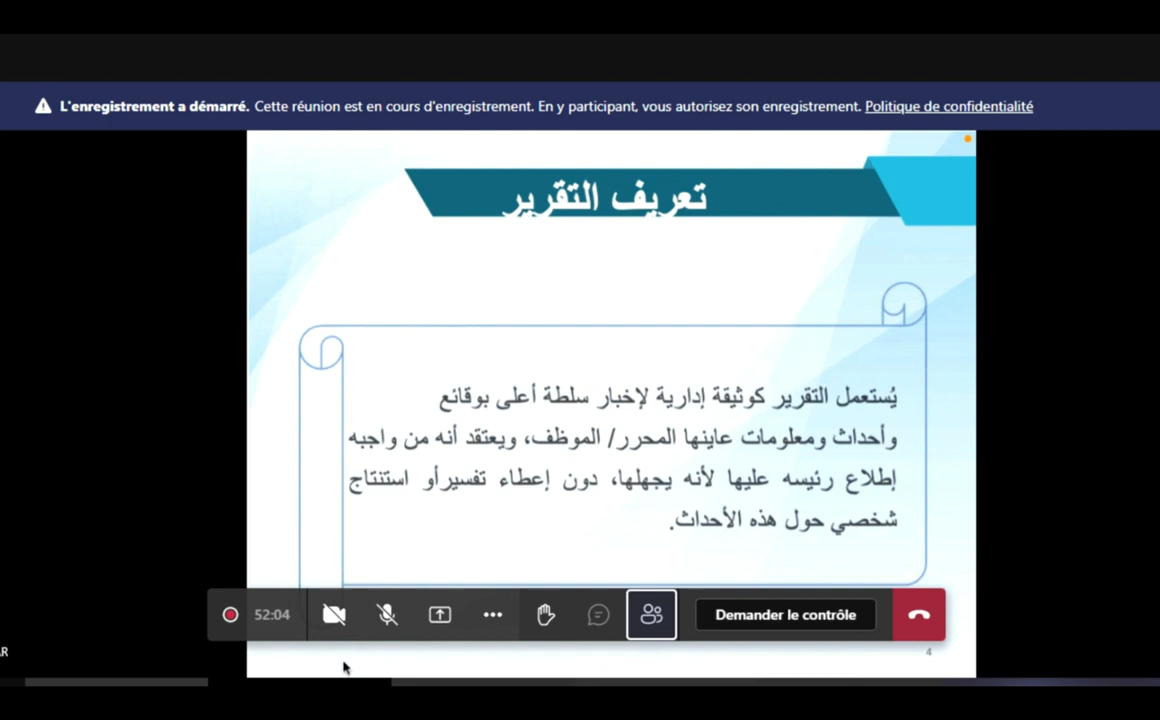 L'enregistrement a démarré. Cette réunion est en cours d'enregistrement. En y participant, vous autorisez son enregistrement. Politique de confidentialité
تعريف التقرير
يُستعمل التقرير كوثيقة إدارية لإخبار سلطة أعلى بوقائع
وأحداث ومعلومات عاينها المحرر/ الموظف، ويعتقد أنه من واجبه
إطلاع رئيسه عليها لأنه يجهلها، دون إعطاء تفسيرأو استنتاج
شخصي حول هذه الأحداث.
52:04
Demander le contrôle
R
4